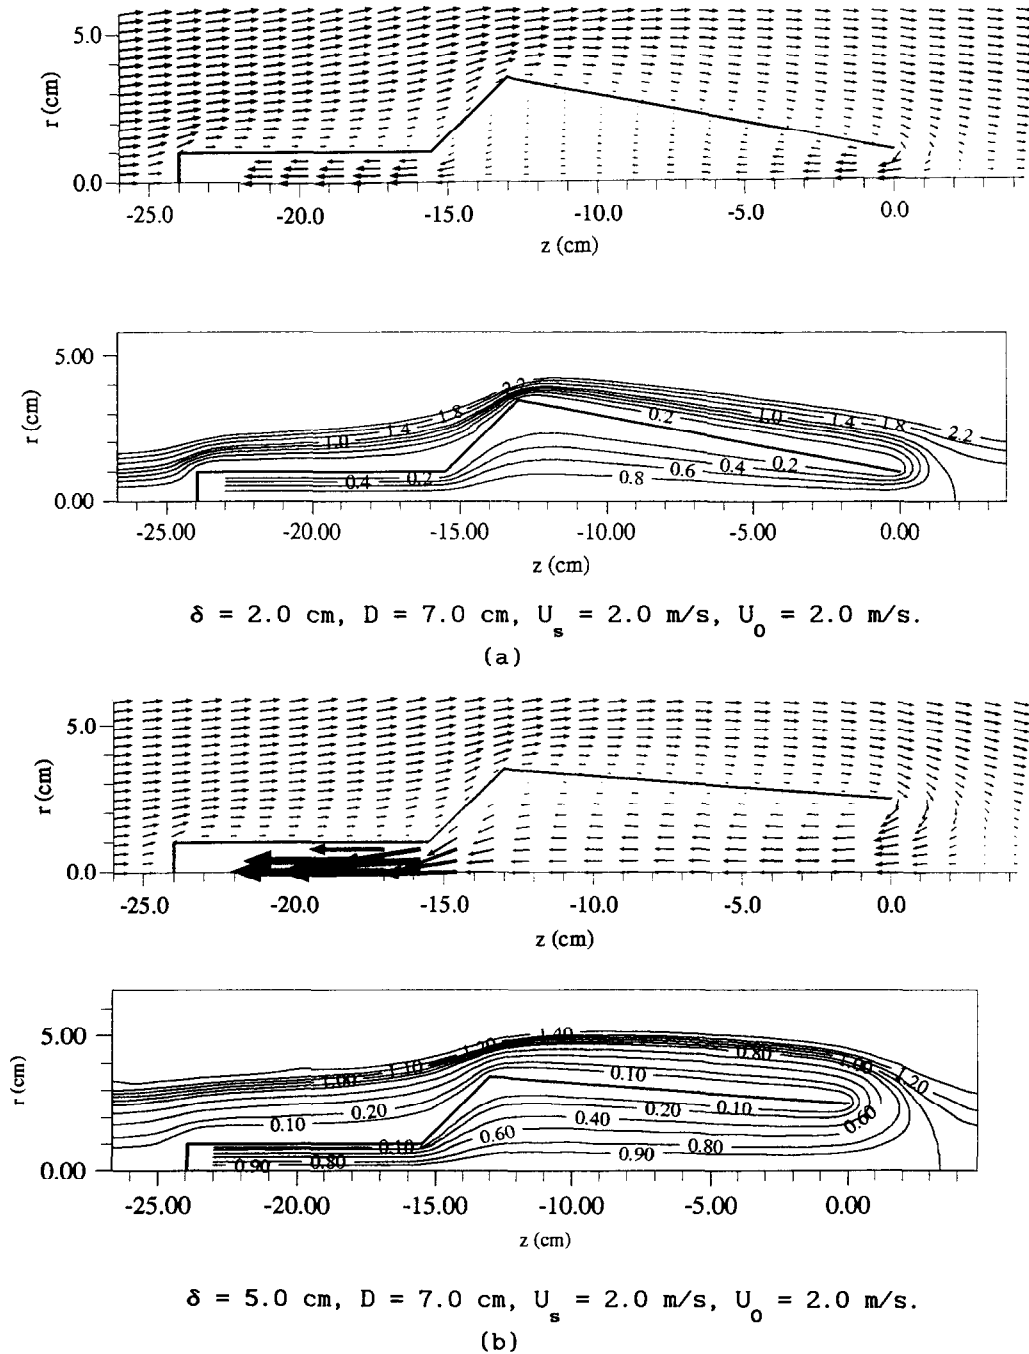 5.0
r (cm)
0.0
-25.0 -20.0 -15.0 -10.0 -5.0 0.0
z (cm)
5.00
r (cm)
0.00
2.2
1.8
1.4
1.0
0.2 1.0 1.4 1.8 2.2
0.4 0.2 0.8 0.6 0.4 0.2
-25.00 -20.00 -15.00 -10.00 -5.00 0.00
z (cm)
δ = 2.0 cm, D = 7.0 cm, U_s = 2.0 m/s, U_o = 2.0 m/s.
(a)
5.0
r (cm)
0.0
-25.0 -20.0 -15.0 -10.0 -5.0 0.0
z (cm)
5.00
r (cm)
0.00
1.00 1.10 1.20 1.40 0.80 1.00 1.20
0.10 0.20 0.10 0.20 0.10 0.60
0.90 0.80 0.10 0.60 0.40 0.90 0.80
-25.00 -20.00 -15.00 -10.00 -5.00 0.00
z (cm)
δ = 5.0 cm, D = 7.0 cm, U_s = 2.0 m/s, U_o = 2.0 m/s.
(b)